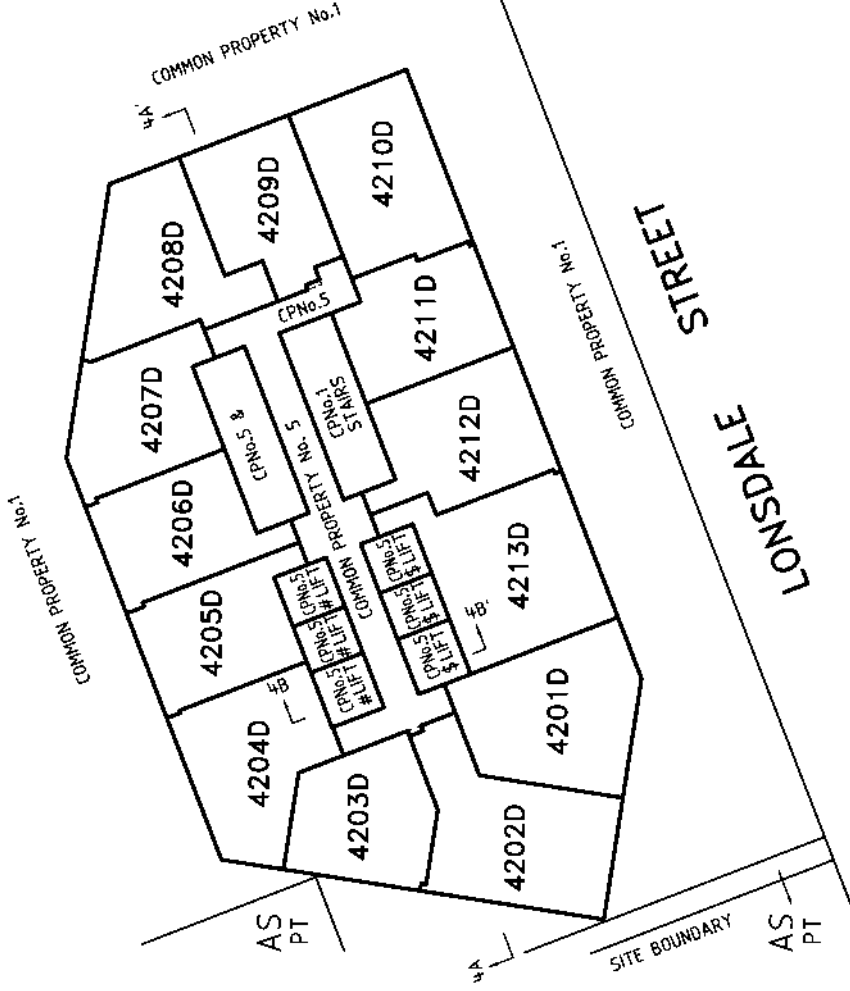 COMMON PROPERTY No.1
4A'
4210D
4209D
4208D
CPNo.5
4211D
STREET
COMMON PROPERTY No.1
4207D
CPNo.5 &
CPNo.1
STAIRS
4212D
LONSDALE
COMMON PROPERTY No.1
4206D
COMMON PROPERTY No. 5
4205D
CPNo.5
#LIFT
CPNo.5
#LIFT
CPNo.5
#LIFT
CPNo.5
$ LIFT
CPNo.5
$ LIFT
CPNo.5
$ LIFT
4213D
4B'
4B
4204D
4201D
4203D
4202D
AS
PT
4A
SITE BOUNDARY
AS
PT